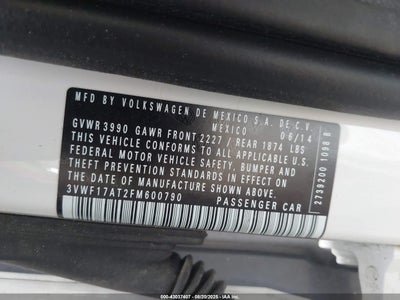 MFD BY VOLKSWAGEN DE MEXICO S.A. DE C.V.
MEXICO 06/14
GVWR 3990 GAWR FRONT 2227 / REAR 1874 LBS
THIS VEHICLE CONFORMS TO ALL APPLICABLE U.S.
FEDERAL MOTOR VEHICLE SAFETY, BUMPER AND
THEFT PREVENTION STANDARDS IN EFFECT ON
THE DATE OF MANUFACTURE SHOWN ABOVE
3VWF17AT2FM600790 PASSENGER CAR
2739200 1098 R
000-43037407 - 08/20/2025 - IAA, Inc.